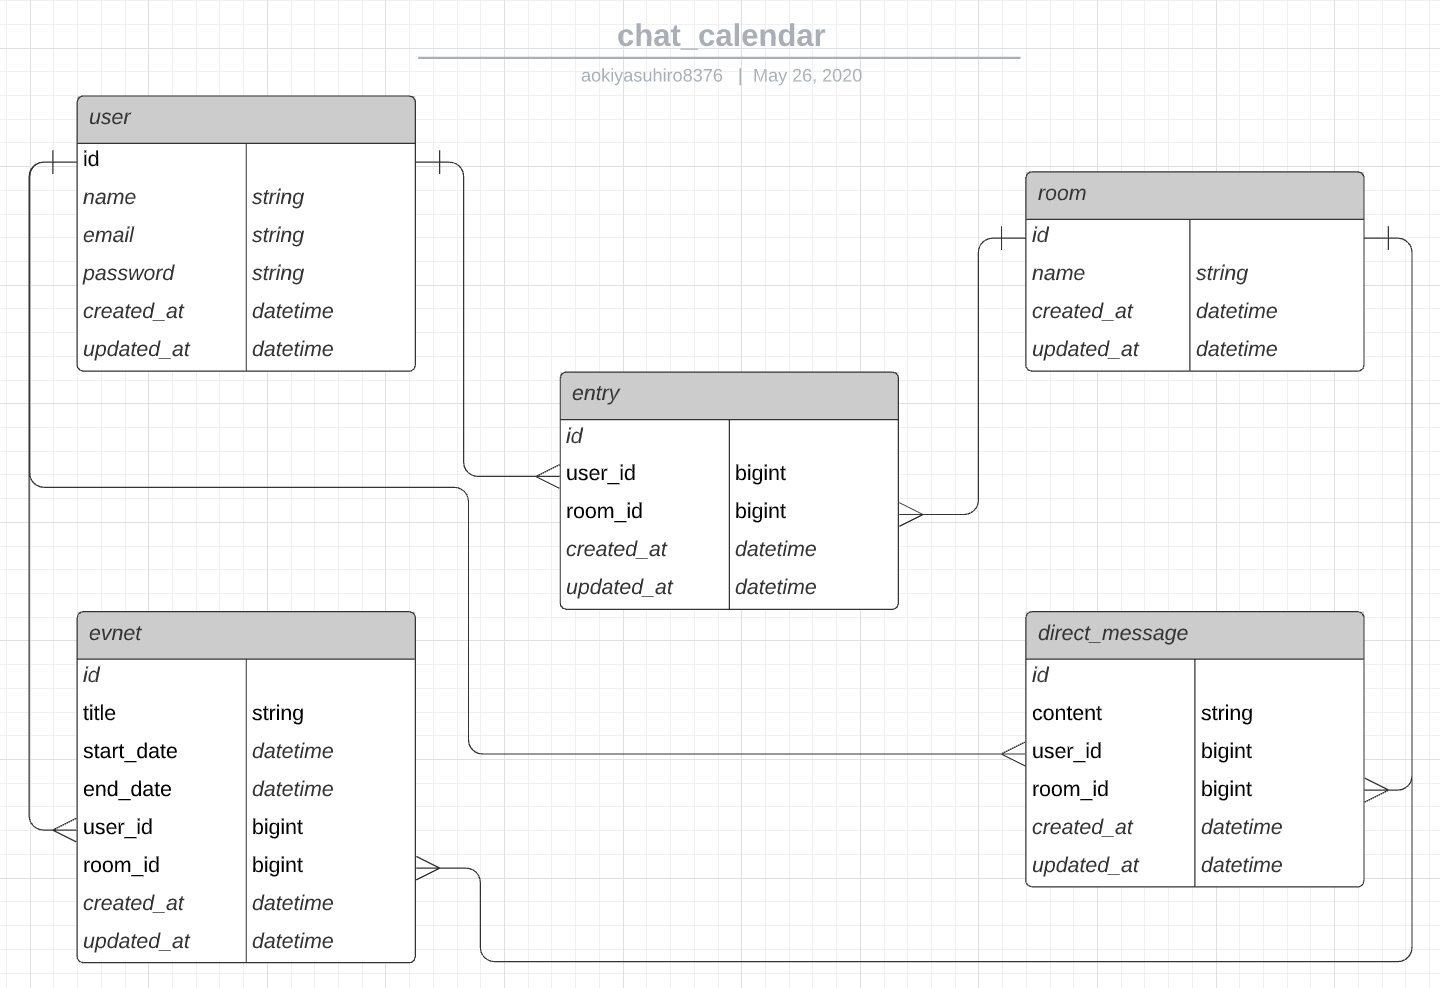 chat_calendar
aokiyasuhiro8376 | May 26, 2020
user
id
name string
email string
password string
created_at datetime
updated_at datetime
room
id
name string
created_at datetime
updated_at datetime
entry
id
user_id bigint
room_id bigint
created_at datetime
updated_at datetime
evnet
id
title string
start_date datetime
end_date datetime
user_id bigint
room_id bigint
created_at datetime
updated_at datetime
direct_message
id
content string
user_id bigint
room_id bigint
created_at datetime
updated_at datetime